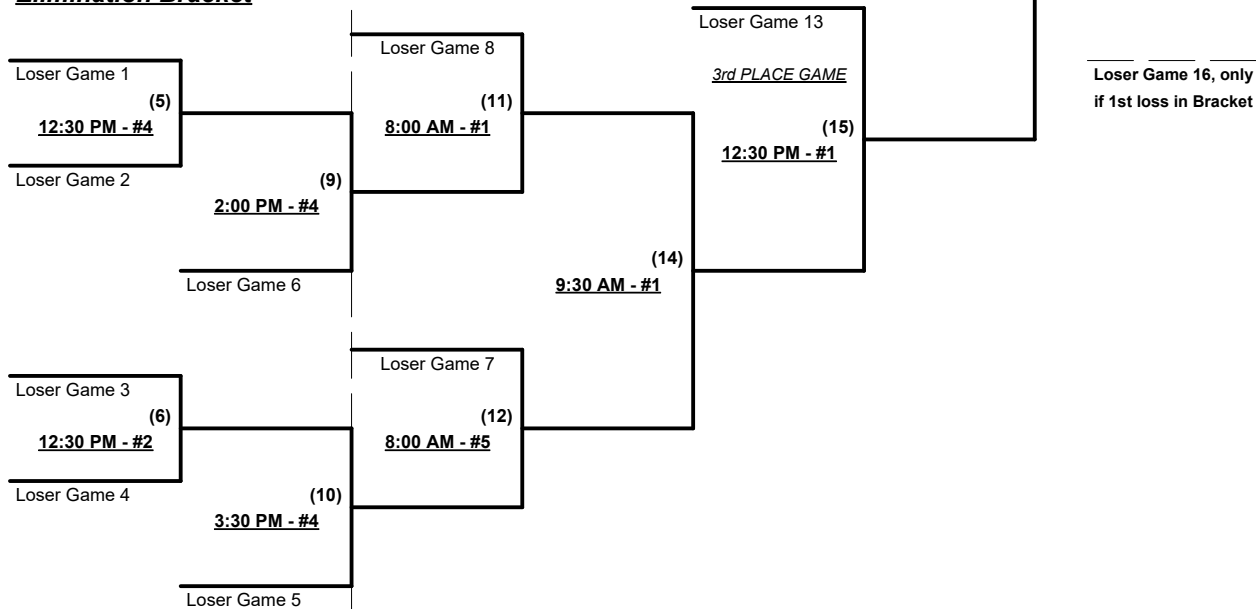 Elimination Bracket
Loser Game 13
Loser Game 8
Loser Game 1
3rd PLACE GAME
Loser Game 16, only
if 1st loss in Bracket
(5)
12:30 PM - #4
(11)
8:00 AM - #1
(15)
12:30 PM - #1
Loser Game 2
(9)
2:00 PM - #4
(14)
9:30 AM - #1
Loser Game 6
Loser Game 7
Loser Game 3
(6)
12:30 PM - #2
(12)
8:00 AM - #5
Loser Game 4
(10)
3:30 PM - #4
Loser Game 5